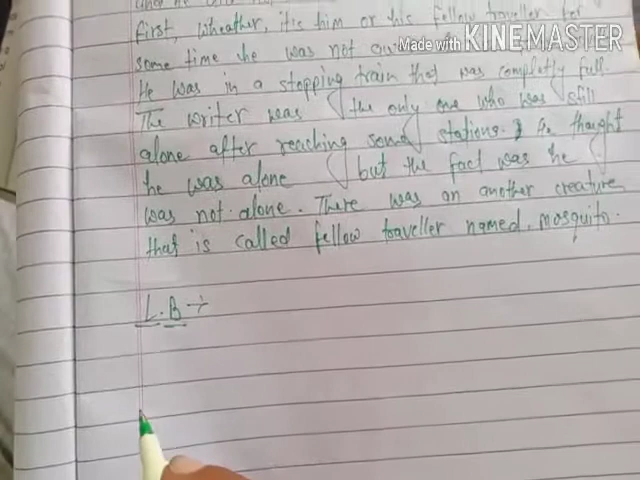 first, wheather, it is him or his fellow traveller. For
some time he was not
Made with KINEMASTER
He was in a stopping train that was completly full.
The writer was the only one who was still
alone after reaching some stations. He thought
he was alone but the fact was he
was not alone. There was an another creature
that is called fellow traveller named, mosquito.
L.B →